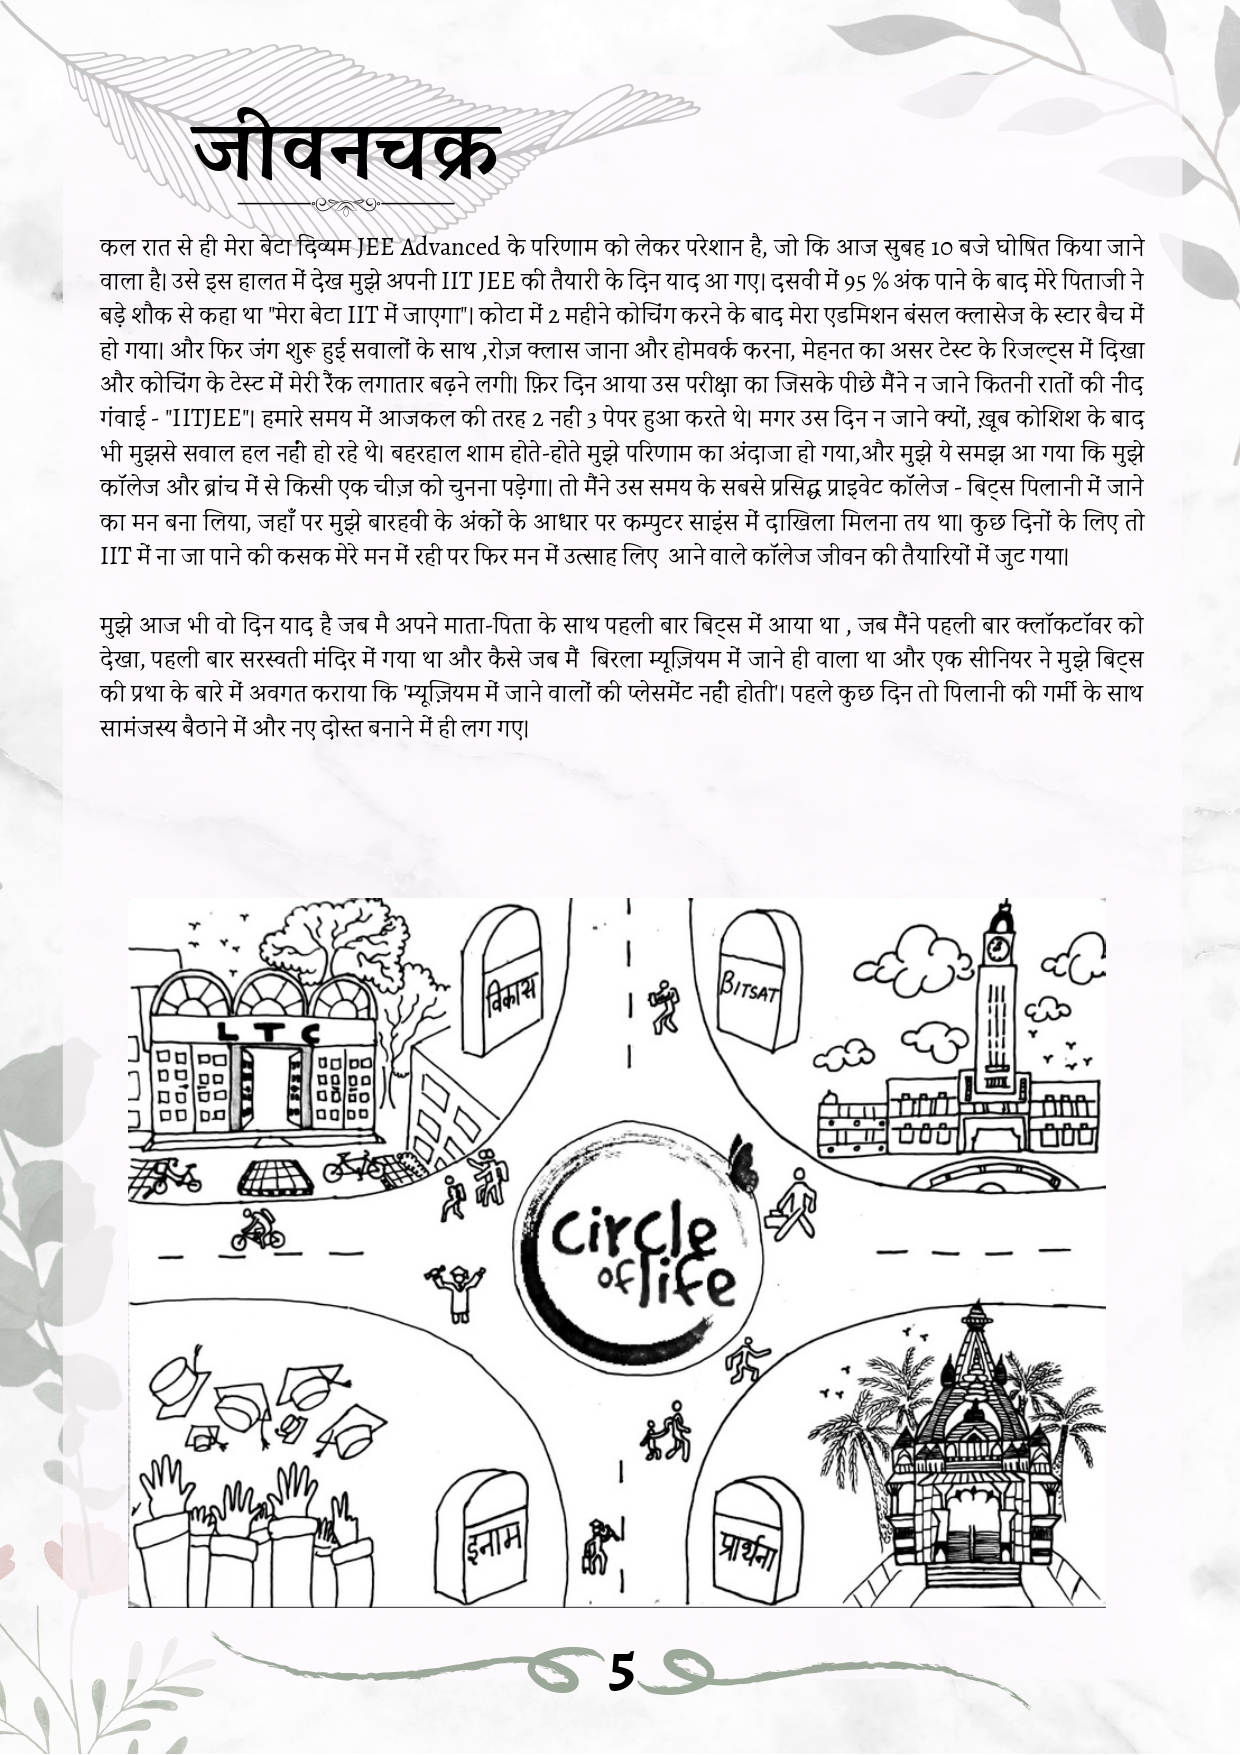 जीवनचक्र
कल रात से ही मेरा बेटा दिव्यम JEE Advanced के परिणाम को लेकर परेशान है, जो कि आज सुबह 10 बजे घोषित किया जाने
वाला है। उसे इस हालत में देख मुझे अपनी IIT JEE की तैयारी के दिन याद आ गए। दसवीं में 95 % अंक पाने के बाद मेरे पिताजी ने
बड़े शौक से कहा था "मेरा बेटा IIT में जाएगा"। कोटा में 2 महीने कोचिंग करने के बाद मेरा एडमिशन बंसल क्लासेज के स्टार बैच में
हो गया। और फिर जंग शुरू हुई सवालों के साथ ,रोज़ क्लास जाना और होमवर्क करना, मेहनत का असर टेस्ट के रिजल्ट्स में दिखा
और कोचिंग के टेस्ट में मेरी रैंक लगातार बढ़ने लगी। फ़िर दिन आया उस परीक्षा का जिसके पीछे मैंने न जाने कितनी रातों की नींद
गंवाई - "IITJEE"। हमारे समय में आजकल की तरह 2 नहीं 3 पेपर हुआ करते थे। मगर उस दिन न जाने क्यों, ख़ूब कोशिश के बाद
भी मुझसे सवाल हल नहीं हो रहे थे। बहरहाल शाम होते-होते मुझे परिणाम का अंदाजा हो गया,और मुझे ये समझ आ गया कि मुझे
कॉलेज और ब्रांच में से किसी एक चीज़ को चुनना पड़ेगा। तो मैंने उस समय के सबसे प्रसिद्ध प्राइवेट कॉलेज - बिट्स पिलानी में जाने
का मन बना लिया, जहाँ पर मुझे बारहवीं के अंकों के आधार पर कम्पुटर साइंस में दाखिला मिलना तय था। कुछ दिनों के लिए तो
IIT में ना जा पाने की कसक मेरे मन में रही पर फिर मन में उत्साह लिए आने वाले कॉलेज जीवन की तैयारियों में जुट गया।
मुझे आज भी वो दिन याद है जब मै अपने माता-पिता के साथ पहली बार बिट्स में आया था , जब मैंने पहली बार क्लॉकटॉवर को
देखा, पहली बार सरस्वती मंदिर में गया था और कैसे जब मैं बिरला म्यूज़ियम में जाने ही वाला था और एक सीनियर ने मुझे बिट्स
की प्रथा के बारे में अवगत कराया कि 'म्यूज़ियम में जाने वालों की प्लेसमेंट नहीं होती'। पहले कुछ दिन तो पिलानी की गर्मी के साथ
सामंजस्य बैठाने में और नए दोस्त बनाने में ही लग गए।
विकास
BITSAT
LTC
circle
of life
इनाम
प्रार्थना
5